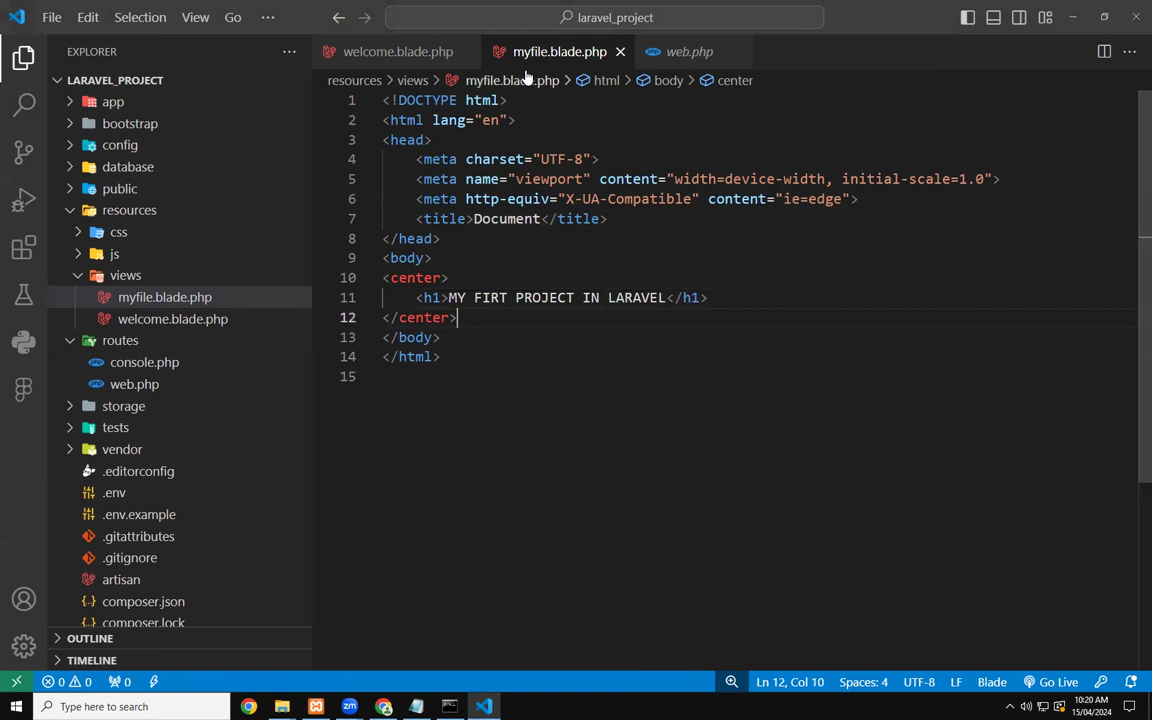 File Edit Selection View Go ··· laravel_project
EXPLORER ···
LARAVEL_PROJECT
app
bootstrap
config
database
public
resources
css
js
views
myfile.blade.php
welcome.blade.php
routes
console.php
web.php
storage
tests
vendor
.editorconfig
.env
.env.example
.gitattributes
.gitignore
artisan
composer.json
composer.lock
OUTLINE
TIMELINE
welcome.blade.php myfile.blade.php web.php
resources > views > myfile.blade.php > html > body > center
1 <!DOCTYPE html>
2 <html lang="en">
3 <head>
4 <meta charset="UTF-8">
5 <meta name="viewport" content="width=device-width, initial-scale=1.0">
6 <meta http-equiv="X-UA-Compatible" content="ie=edge">
7 <title>Document</title>
8 </head>
9 <body>
10 <center>
11 <h1>MY FIRT PROJECT IN LARAVEL</h1>
12 </center>
13 </body>
14 </html>
15
0 0 0 Ln 12, Col 10 Spaces: 4 UTF-8 LF Blade Go Live
Type here to search
10:20 AM
15/04/2024